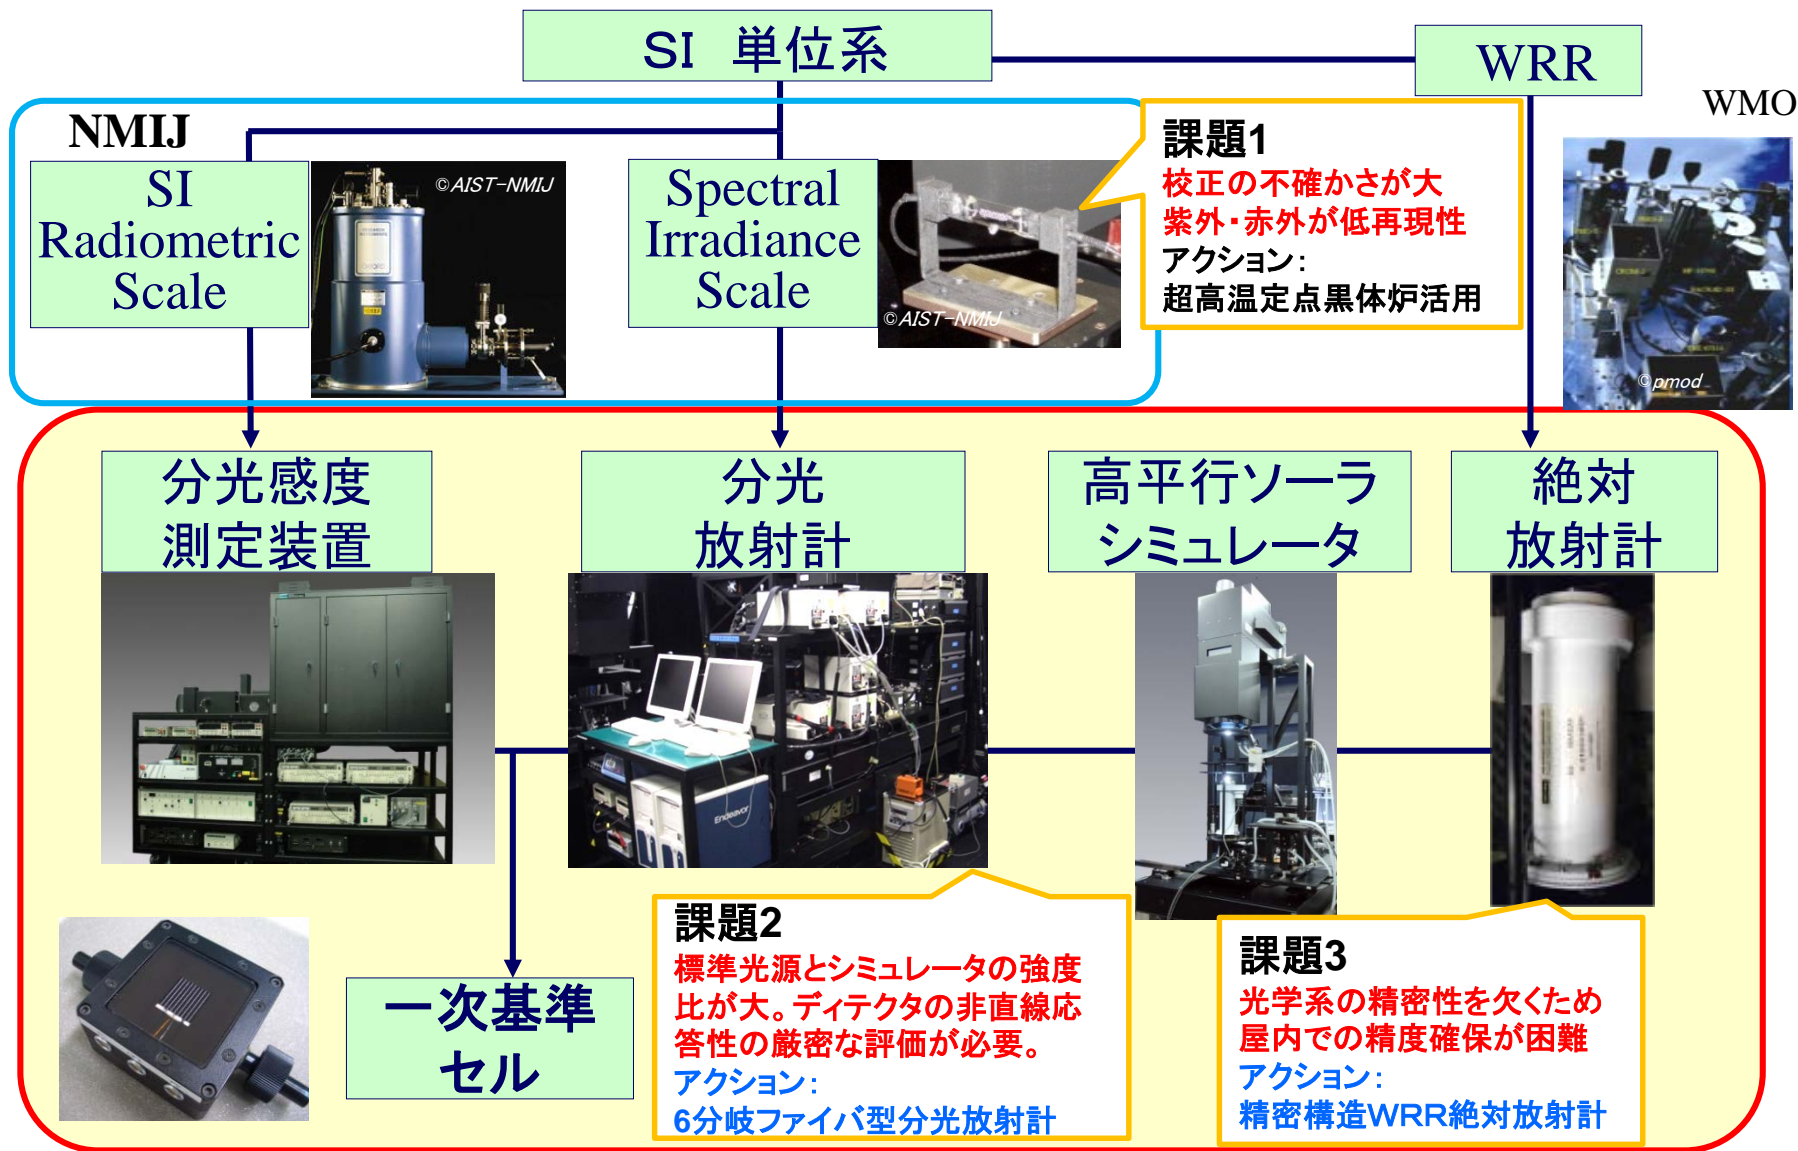 SI 単位系
WRR
WMO
NMIJ
SI
Radiometric
Scale
©AIST-NMIJ
Spectral
Irradiance
Scale
©AIST-NMIJ
課題1
校正の不確かさが大
紫外・赤外が低再現性
アクション：
超高温定点黒体炉活用
©pmod
分光感度
測定装置
分光
放射計
高平行ソーラ
シミュレータ
絶対
放射計
Endeavor
一次基準
セル
課題2
標準光源とシミュレータの強度
比が大。ディテクタの非直線応
答性の厳密な評価が必要。
アクション：
6分岐ファイバ型分光放射計
課題3
光学系の精密性を欠くため
屋内での精度確保が困難
アクション：
精密構造WRR絶対放射計